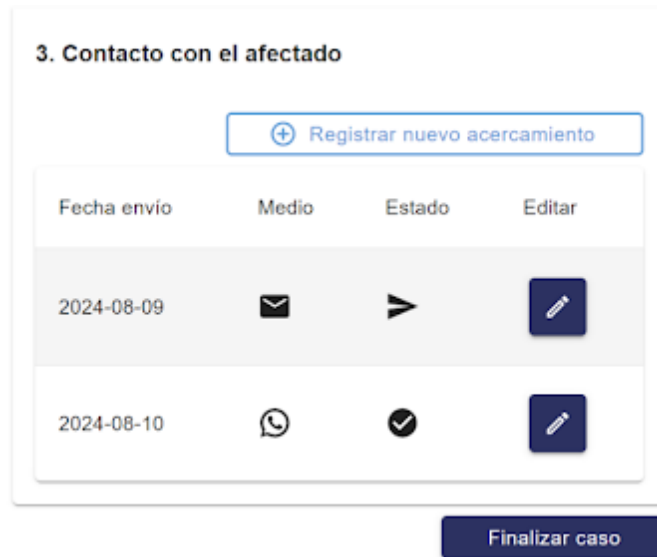 3. Contacto con el afectado
Registrar nuevo acercamiento
Fecha envío Medio Estado Editar
2024-08-09
2024-08-10
Finalizar caso